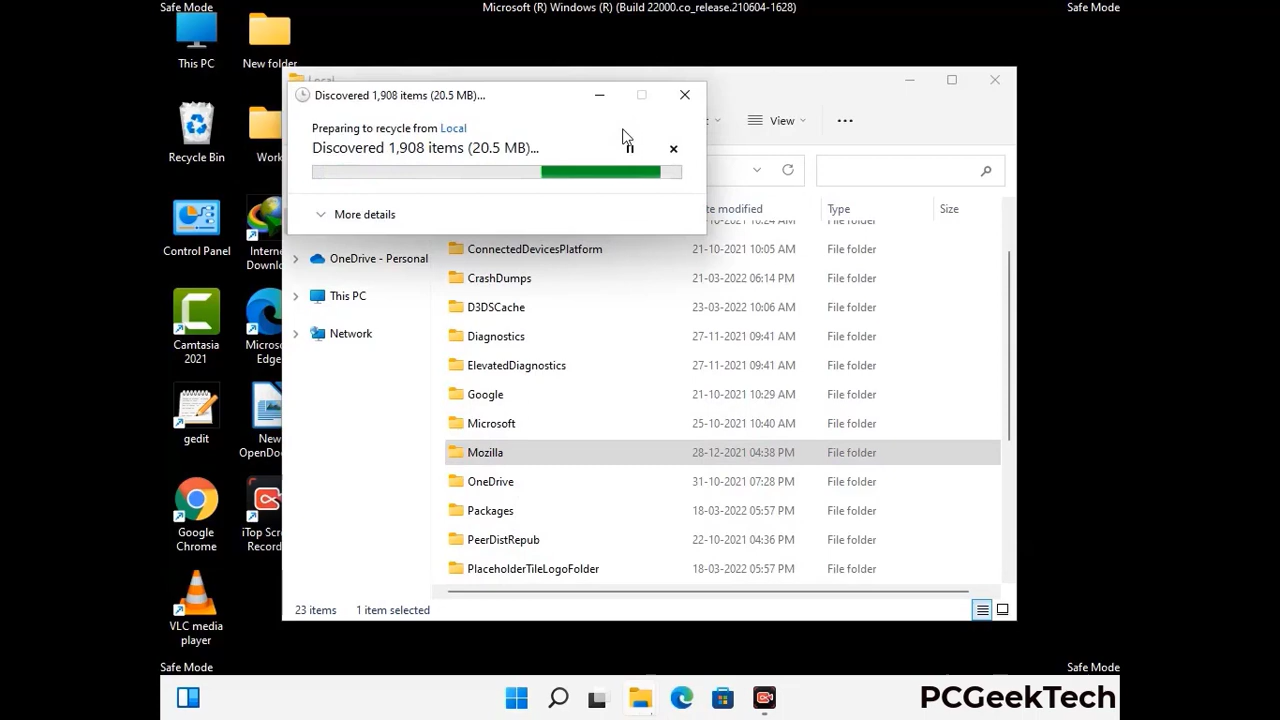 Safe Mode
Microsoft (R) Windows (R) (Build 22000.co_release.210604-1628)
Safe Mode
This PC
New folder
Recycle Bin
Work
Control Panel
Camtasia
2021
Edge
gedit
New
Google
Chrome
VLC media
player
Local
Discovered 1,908 items (20.5 MB)...
Preparing to recycle from Local
Discovered 1,908 items (20.5 MB)...
More details
View
Type
Size
File folder
OneDrive - Personal
This PC
Network
ConnectedDevicesPlatform 21-10-2021 10:05 AM File folder
CrashDumps 21-03-2022 06:14 PM File folder
D3DSCache 23-03-2022 10:06 AM File folder
Diagnostics 27-11-2021 09:41 AM File folder
ElevatedDiagnostics 27-11-2021 09:41 AM File folder
Google 21-10-2021 10:29 AM File folder
Microsoft 25-10-2021 10:40 AM File folder
Mozilla 28-12-2021 04:38 PM File folder
OneDrive 31-10-2021 07:28 PM File folder
Packages 18-03-2022 05:57 PM File folder
PeerDistRepub 22-10-2021 04:36 PM File folder
PlaceholderTileLogoFolder 18-03-2022 05:57 PM File folder
23 items 1 item selected
Safe Mode
Safe Mode
PCGeekTech